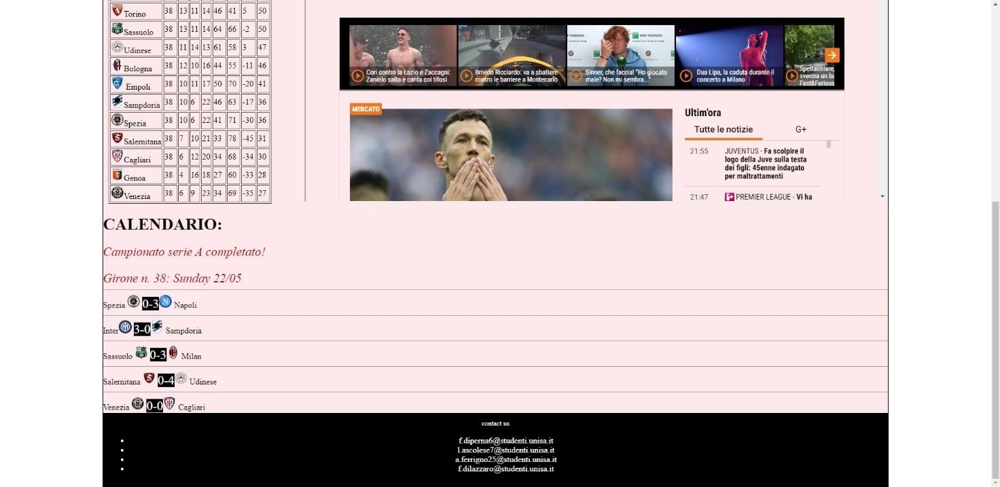 Torino 38 13 11 14 46 41 5 50
Sassuolo 38 13 11 14 64 66 -2 50
Udinese 38 11 14 13 61 58 3 47
Bologna 38 12 10 16 44 55 -11 46
Empoli 38 10 11 17 50 70 -20 41
Sampdoria 38 10 6 22 46 63 -17 36
Spezia 38 10 6 22 41 71 -30 36
Salernitana 38 7 10 21 33 78 -45 31
Cagliari 38 6 12 20 34 68 -34 30
Genoa 38 4 16 18 27 60 -33 28
Venezia 38 6 9 23 34 69 -35 27
PARIBAS
BNP PARIBAS
Cori contro la Lazio e Zaccagni:
Zaniolo salta e canta coi tifosi
Brivido Ricciardo: va a sbattere
contro le barriere a Montecarlo
Sinner, che faccia! "Ho giocato
male? Non mi sembra..."
Dua Lipa, la caduta durante il
concerto a Milano
Spettacolare,
sventra un bu
Fast&Furious
MERCATO
Ultim'ora
Tutte le notizie G+
21:55 JUVENTUS - Fa scolpire il
logo della Juve sulla testa
dei figli: 45enne indagato
per maltrattamenti
21:47 PREMIER LEAGUE - Vi ha
CALENDARIO:
Campionato serie A completato!
Girone n. 38: Sunday 22/05
Spezia 0-3 Napoli
Inter 3-0 Sampdoria
Sassuolo 0-3 Milan
Salernitana 0-4 Udinese
Venezia 0-0 Cagliari
contact us
f.diperna6@studenti.unisa.it
l.ascolese7@studenti.unisa.it
a.ferrigno25@studenti.unisa.it
f.dilazzaro@studenti.unisa.it